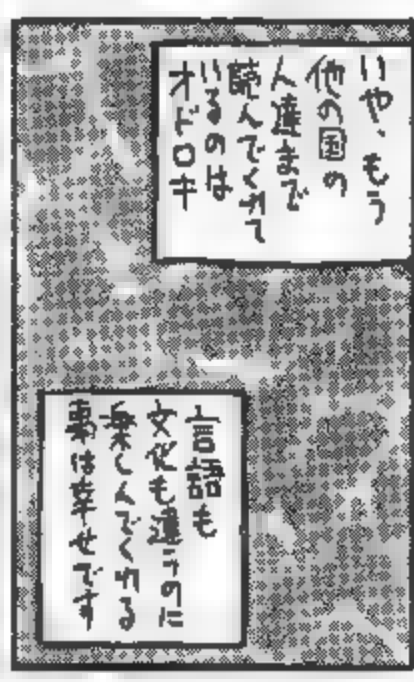 いや、もう
他の国の
人達まで
読んでくれて
いるのは
オドロキ
言語も
文化も違うのに
楽しんでくれる
事は幸せです